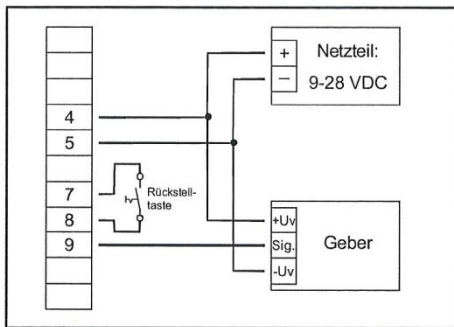 +
Netzteil:
−
9-28 VDC
4
5
7
Rückstell-
taste
8
9
+Uv
Sig.
-Uv
Geber